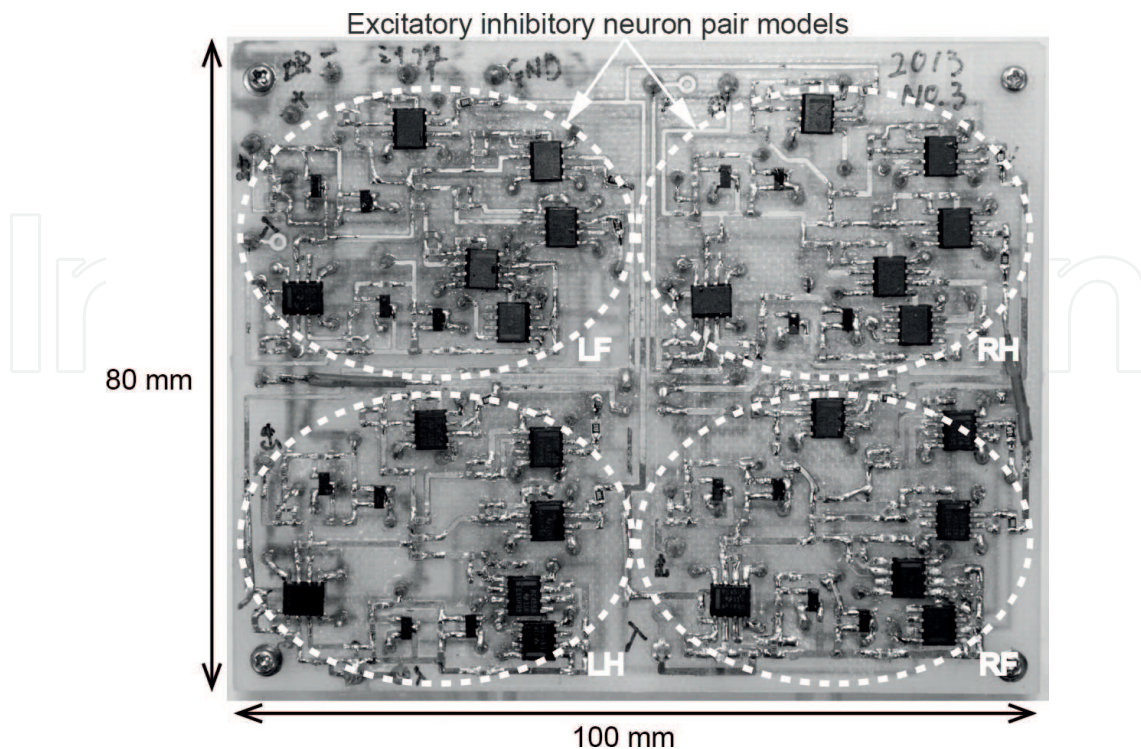 Excitatory inhibitory neuron pair models
GND
2013
NO.3
LF
RH
80 mm
LH
RF
100 mm